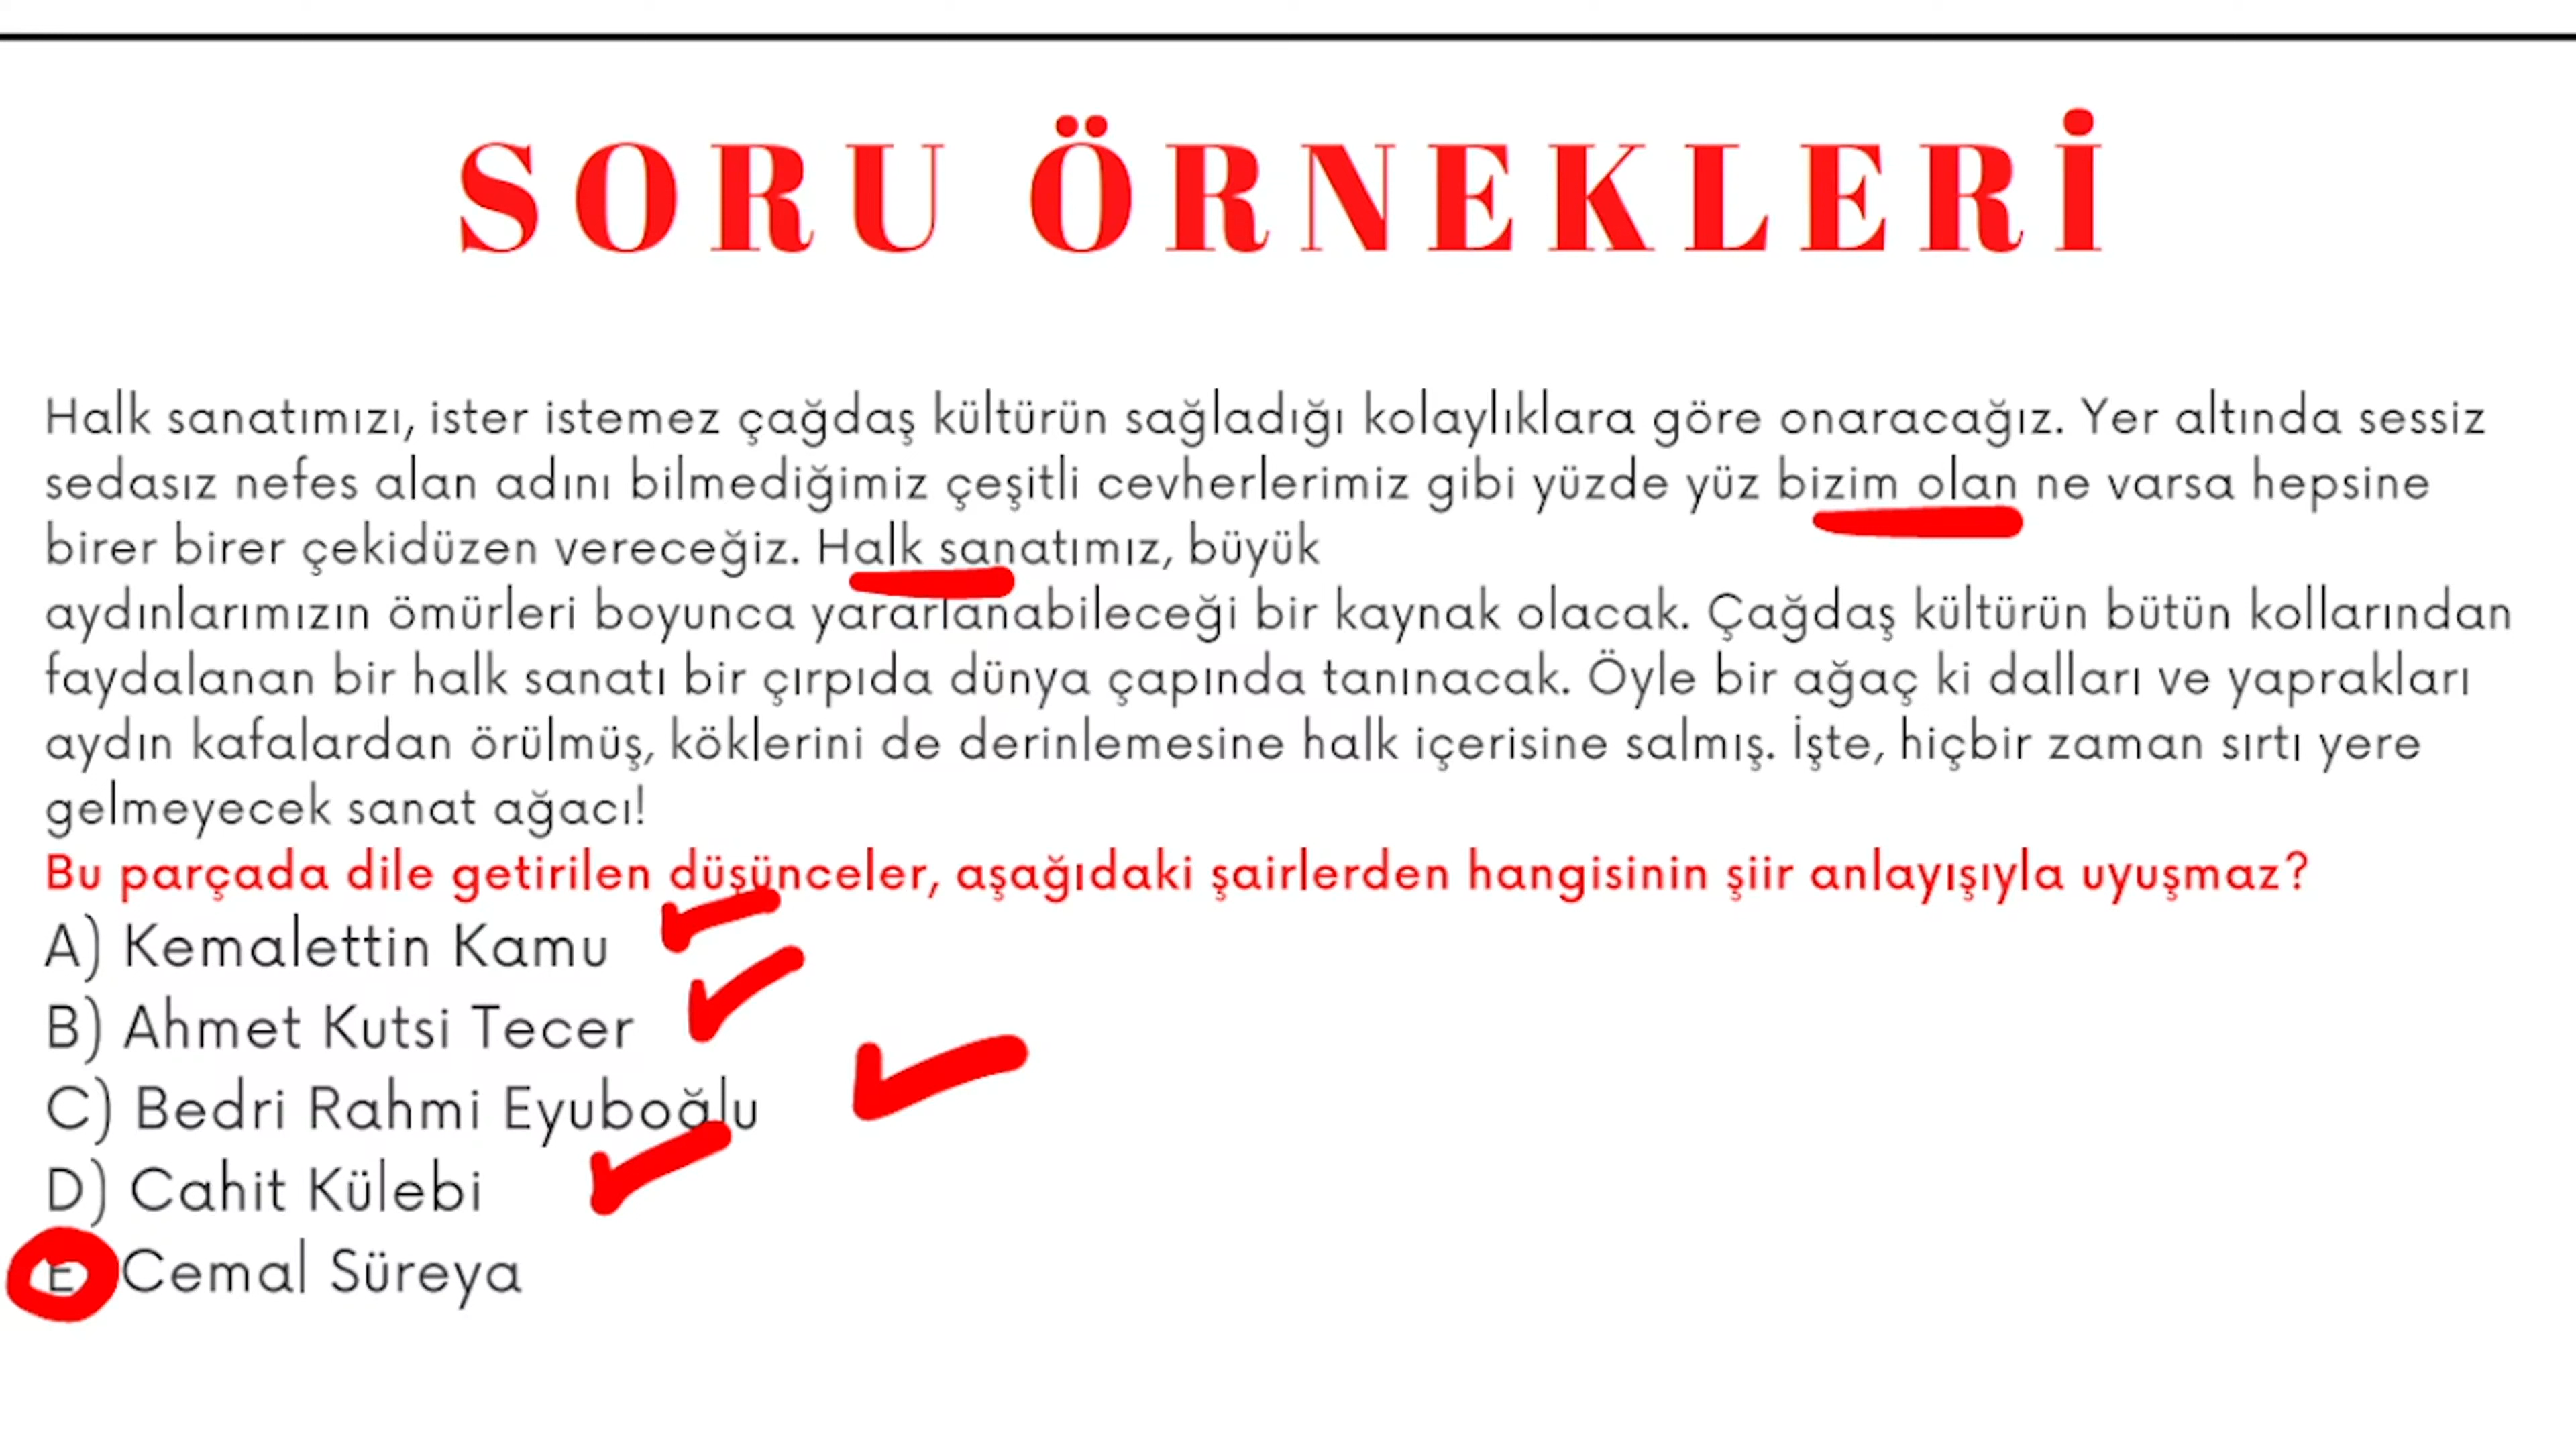 SORU ÖRNEKLERİ
Halk sanatımızı, ister istemez çağdaş kültürün sağladığı kolaylıklara göre onaracağız. Yer altında sessiz
sedasız nefes alan adını bilmediğimiz çeşitli cevherlerimiz gibi yüzde yüz bizim olan ne varsa hepsine
birer birer çekidüzen vereceğiz. Halk sanatımız, büyük
aydınlarımızın ömürleri boyunca yararlanabileceği bir kaynak olacak. Çağdaş kültürün bütün kollarından
faydalanan bir halk sanatı bir çırpıda dünya çapında tanınacak. Öyle bir ağaç ki dalları ve yaprakları
aydın kafalardan örülmüş, köklerini de derinlemesine halk içerisine salmış. İşte, hiçbir zaman sırtı yere
gelmeyecek sanat ağacı!
Bu parçada dile getirilen düşünceler, aşağıdaki şairlerden hangisinin şiir anlayışıyla uyuşmaz?
A) Kemalettin Kamu
B) Ahmet Kutsi Tecer
C) Bedri Rahmi Eyuboğlu
D) Cahit Külebi
E Cemal Süreya